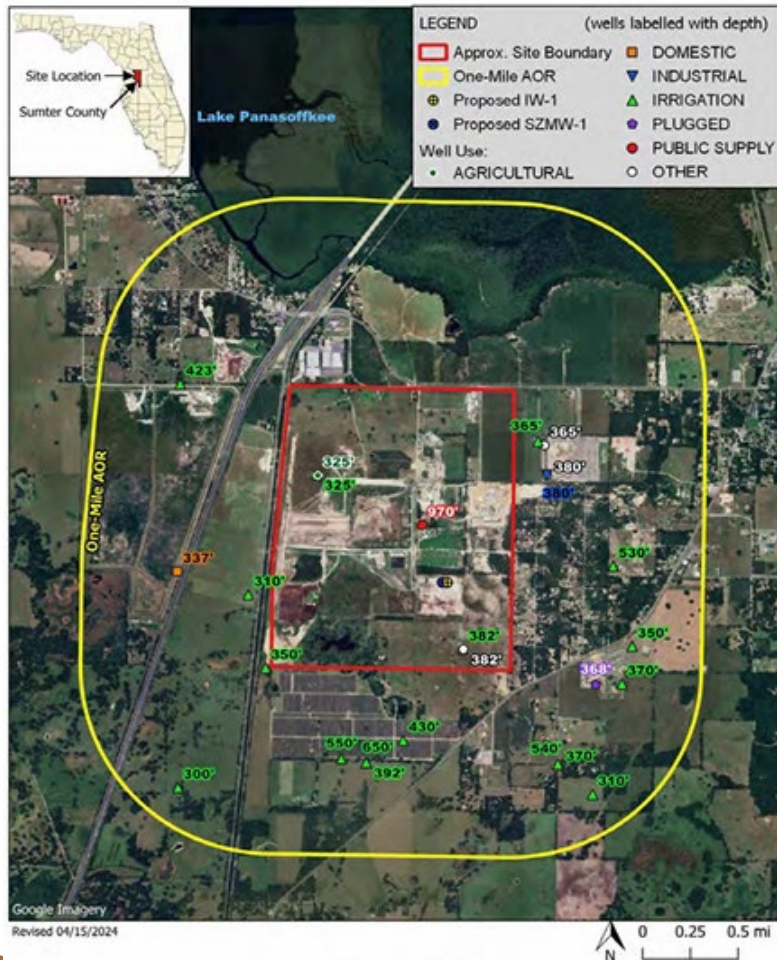 LEGEND (wells labelled with depth)
Approx. Site Boundary
One-Mile AOR
Proposed IW-1
Proposed SZMW-1
Well Use:
AGRICULTURAL
DOMESTIC
INDUSTRIAL
IRRIGATION
PLUGGED
PUBLIC SUPPLY
OTHER
Site Location
Sumter County
Lake Panasoffkee
423'
365'
365'
325'
325'
380'
380'
One-Mile AOR
970'
337'
530'
310'
382'
382'
350'
350'
368'
370'
430'
550'
650'
392'
540'
370'
300'
310'
Google Imagery
Revised 04/15/2024
N
0 0.25 0.5 mi